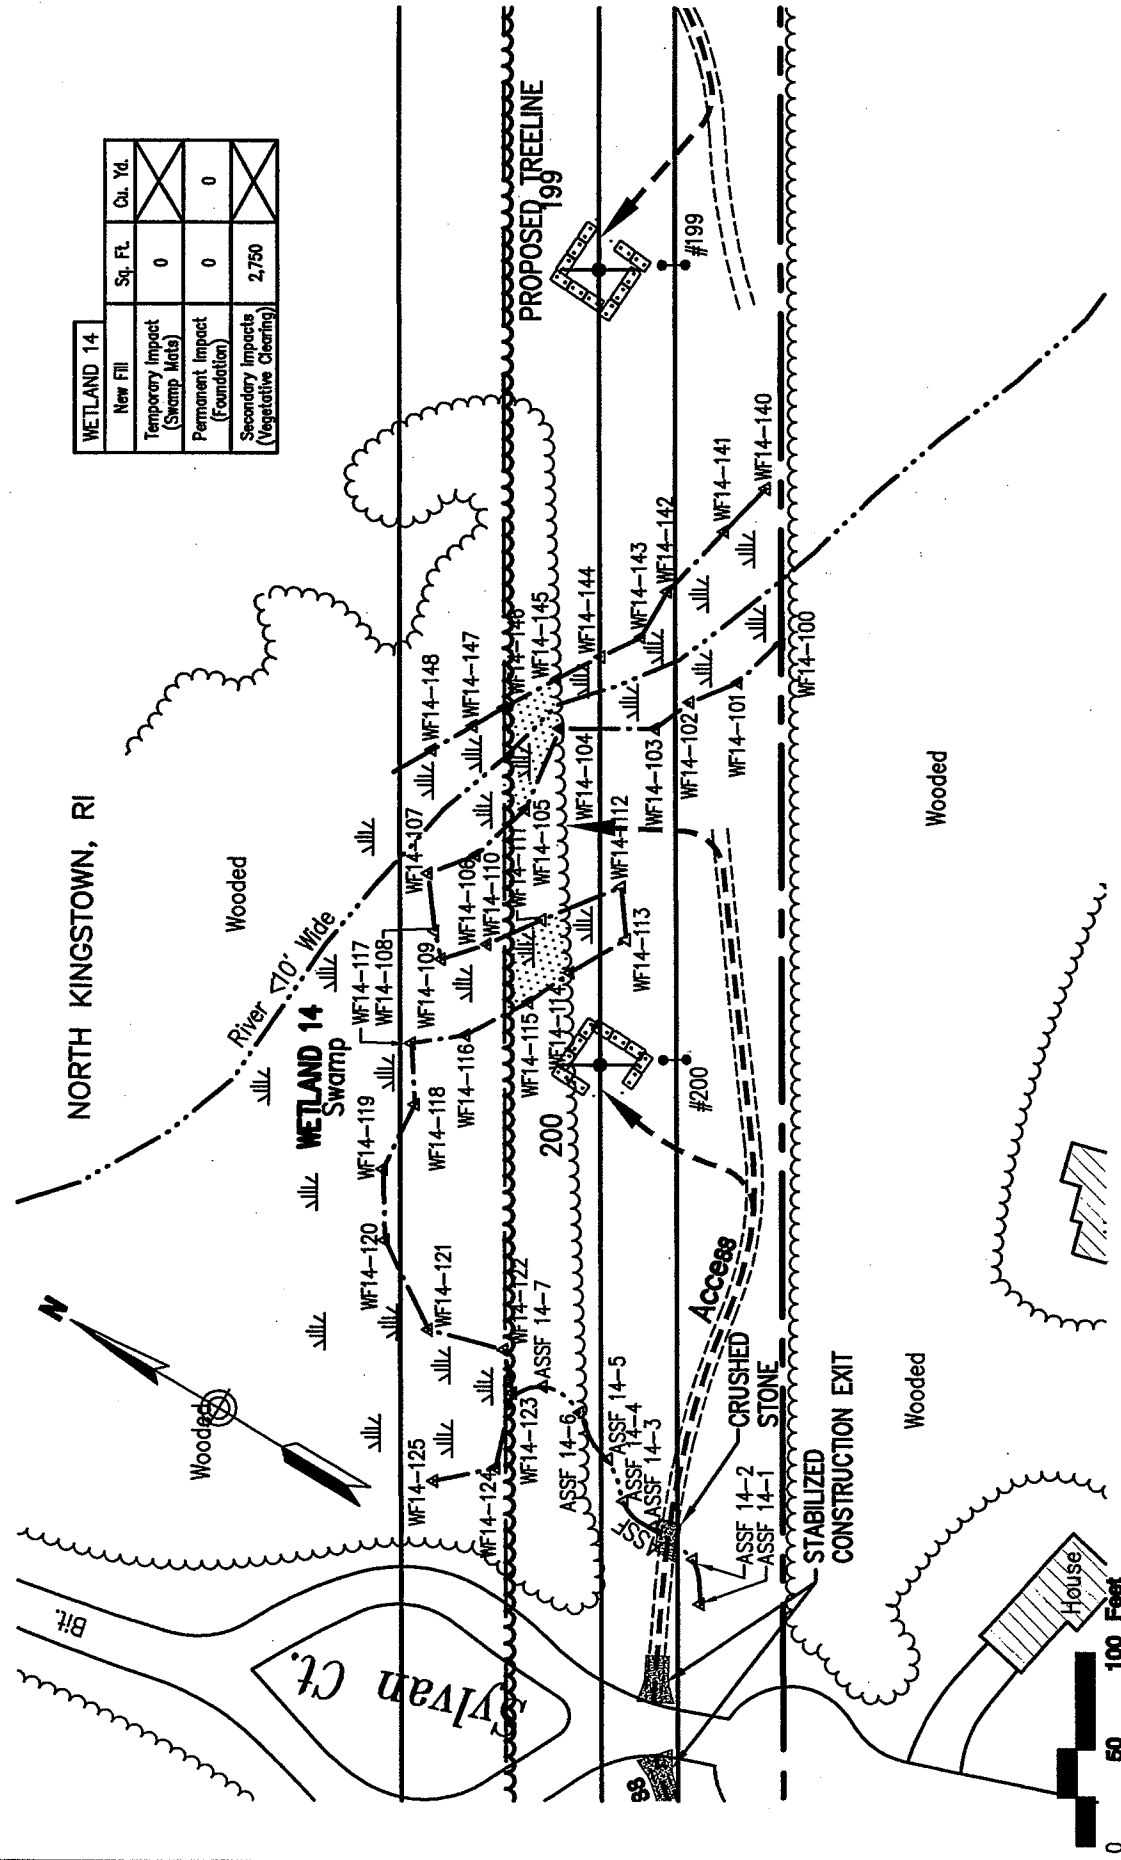 WETLAND 14
New Fill Sq. Ft. Cu. Yd.
Temporary Impact (Swamp Mats) 0
Permanent Impact (Foundation) 0 0
Secondary Impacts (Vegetative Clearing) 2,750
NORTH KINGSTOWN, RI
Wooded
River <10' Wide
WETLAND 14
Swamp
N
Wooded
Bit.
Sylvan Ct.
PROPOSED TREELINE
199
#199
200
#200
WF14-125
WF14-124
WF14-123
WF14-122
WF14-121
WF14-120
WF14-119
WF14-118
WF14-117
WF14-116
WF14-115
WF14-114
WF14-113
WF14-112
WF14-111
WF14-110
WF14-109
WF14-108
WF14-107
WF14-106
WF14-105
WF14-104
WF14-103
WF14-102
WF14-101
WF14-100
WF14-148
WF14-147
WF14-146
WF14-145
WF14-144
WF14-143
WF14-142
WF14-141
WF14-140
ASSF 14-7
ASSF 14-6
ASSF 14-5
ASSF 14-4
ASSF 14-3
ASSF 14-2
ASSF 14-1
ASSF
Access
CRUSHED
STONE
STABILIZED
CONSTRUCTION EXIT
Wooded
Wooded
House
0 50 100 Feet